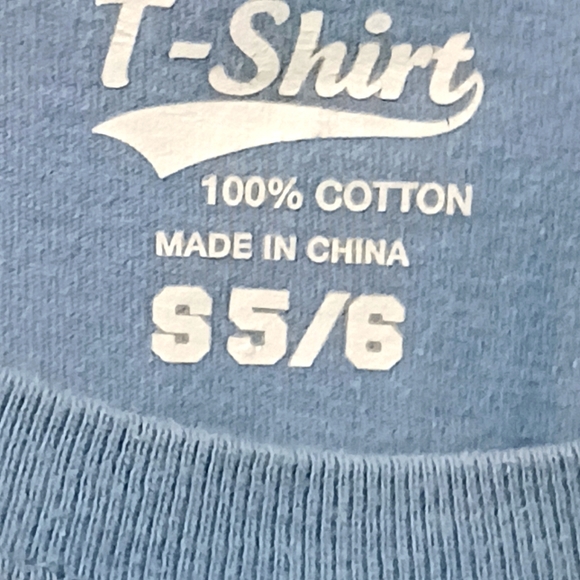 T-Shirt
100% COTTON
MADE IN CHINA
S 5/6